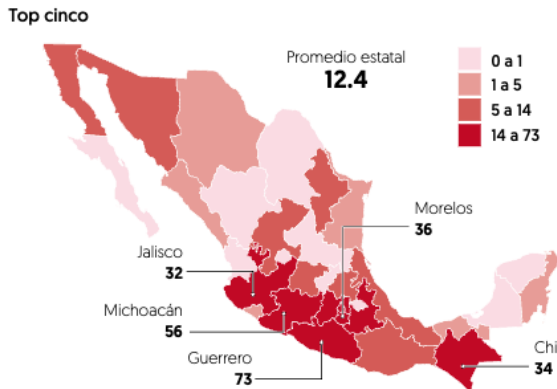 Top cinco
Promedio estatal
12.4
0 a 1
1 a 5
5 a 14
14 a 73
Morelos
36
Jalisco
32
Michoacán
56
Guerrero
73
Chi
34